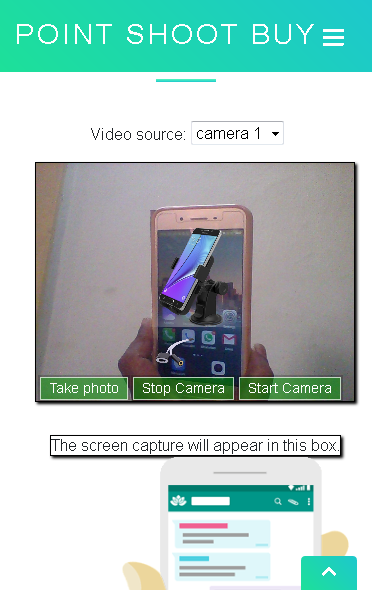 POINT SHOOT BUY
Video source: camera 1
Take photo
Stop Camera
Start Camera
The screen capture will appear in this box.